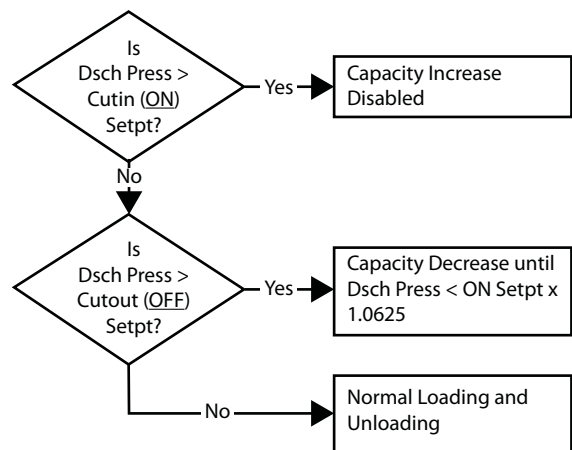 Is
Dsch Press >
Cutin (ON)
Setpt?
Yes
Capacity Increase
Disabled
No
Is
Dsch Press >
Cutout (OFF)
Setpt?
Yes
Capacity Decrease until
Dsch Press < ON Setpt x
1.0625
No
Normal Loading and
Unloading